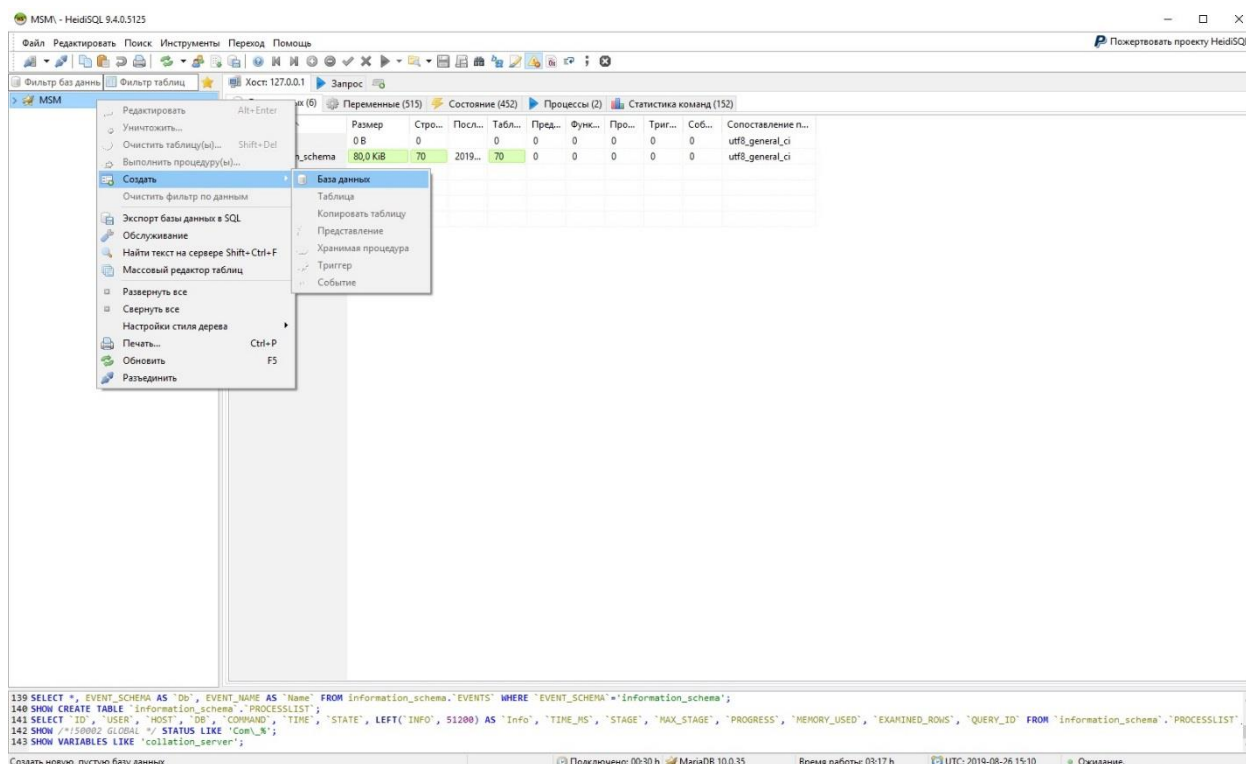 MSM\ - HeidiSQL 9.4.0.5125
Файл Редактировать Поиск Инструменты Переход Помощь
Пожертвовать проекту HeidiSQL
Фильтр баз данны Фильтр таблиц Хост: 127.0.0.1 Запрос
MSM
(6) Переменные (515) Состояние (452) Процессы (2) Статистика команд (152)
Размер Стро... Посл... Табл... Пред... Функ... Про... Триг... Соб... Сопоставление п...
0 B 0 0 0 0 0 0 0 utf8_general_ci
n_schema 80,0 KiB 70 2019... 70 0 0 0 0 0 utf8_general_ci
Редактировать Alt+Enter
Уничтожить...
Очистить таблицу(ы)... Shift+Del
Выполнить процедуру(ы)...
Создать
Очистить фильтр по данным
Экспорт базы данных в SQL
Обслуживание
Найти текст на сервере Shift+Ctrl+F
Массовый редактор таблиц
Развернуть все
Свернуть все
Настройки стиля дерева
Печать... Ctrl+P
Обновить F5
Разъединить
База данных
Таблица
Копировать таблицу
Представление
Хранимая процедура
Триггер
Событие
139 SELECT *, EVENT_SCHEMA AS `Db`, EVENT_NAME AS `Name` FROM information_schema.`EVENTS` WHERE `EVENT_SCHEMA`='information_schema';
140 SHOW CREATE TABLE `information_schema`.`PROCESSLIST`;
141 SELECT `ID`, `USER`, `HOST`, `DB`, `COMMAND`, `TIME`, `STATE`, LEFT(`INFO`, 51200) AS `Info`, `TIME_MS`, `STAGE`, `MAX_STAGE`, `PROGRESS`, `MEMORY_USED`, `EXAMINED_ROWS`, `QUERY_ID` FROM `information_schema`.`PROCESSLIST`
142 SHOW /*!50002 GLOBAL */ STATUS LIKE 'Com\_%';
143 SHOW VARIABLES LIKE 'collation_server';
Создать новую, пустую базу данных Подключено: 00:30 h MariaDB 10.0.35 Время работы: 03:17 h UTC: 2019-08-26 15:10 Ожидание.